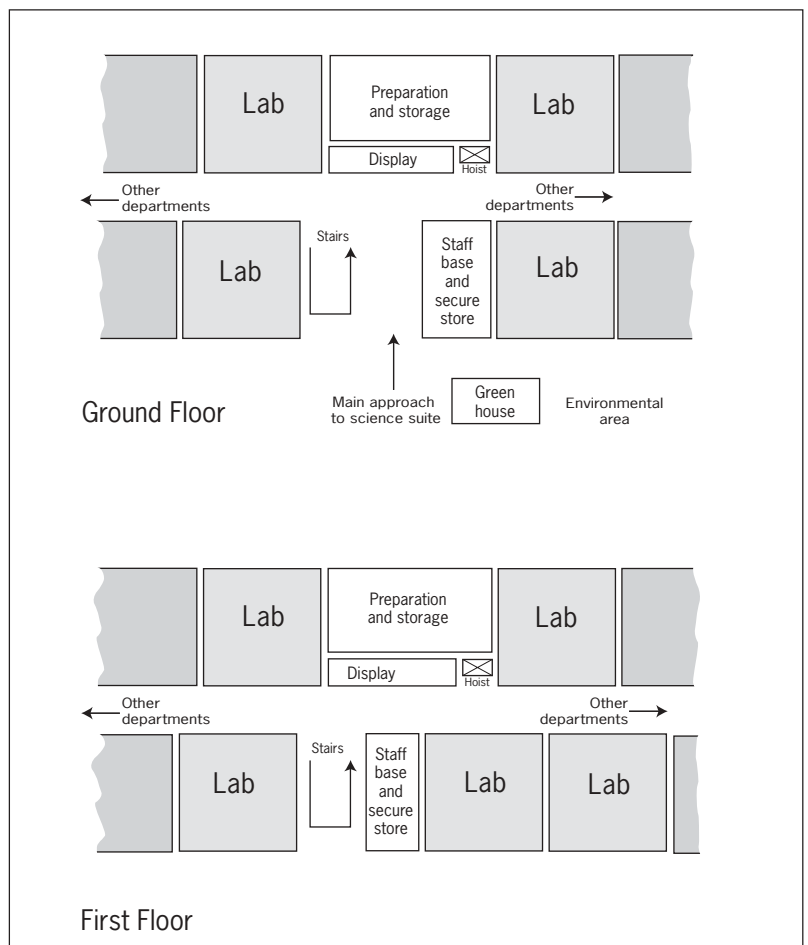 Lab
Preparation
and storage
Lab
Display
Hoist
Other
departments
Other
departments
Lab
Stairs
Staff
base
and
secure
store
Lab
Ground Floor
Main approach
to science suite
Green
house
Environmental
area
Lab
Preparation
and storage
Lab
Display
Hoist
Other
departments
Other
departments
Lab
Stairs
Staff
base
and
secure
store
Lab
Lab
First Floor